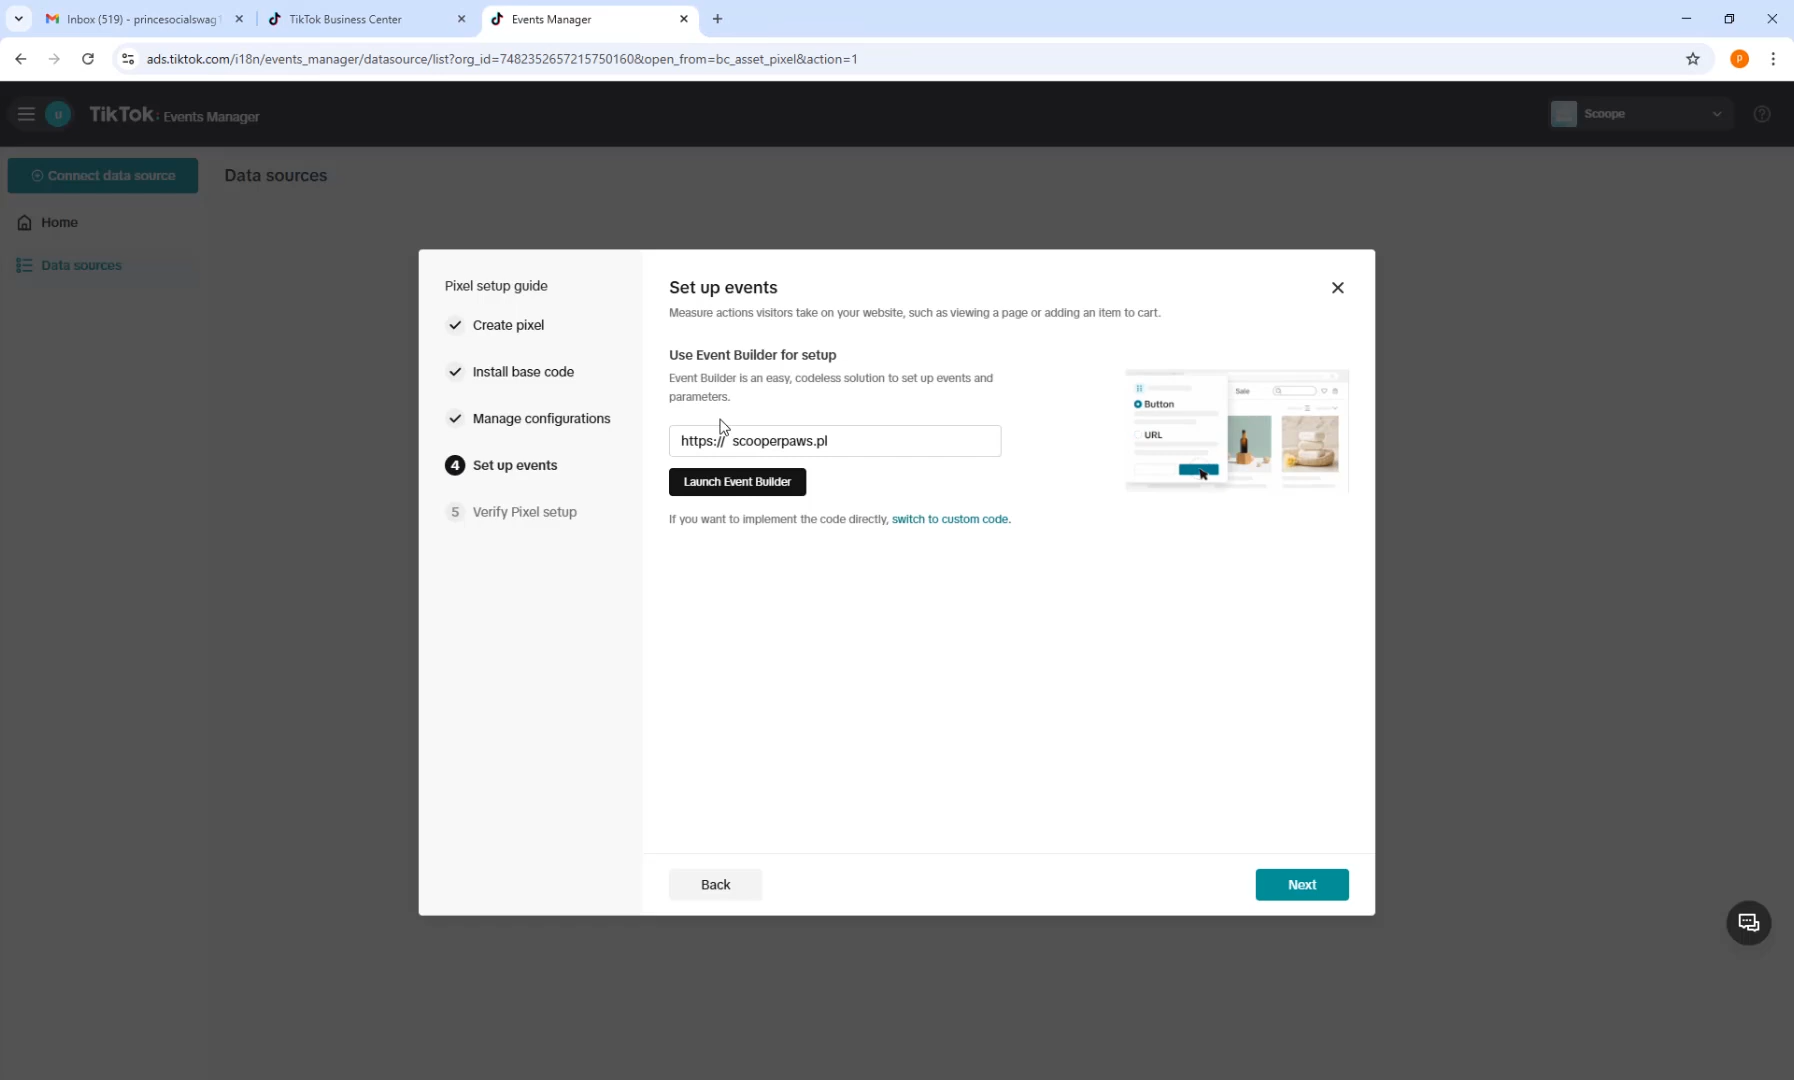 Inbox (519) - princesocialswag1
TikTok Business Center
Events Manager
ads.tiktok.com/i18n/events_manager/datasource/list?org_id=7482352657215750160&open_from=bc_asset_pixel&action=1
P
U
TikTok: Events Manager
Scoope
Connect data source
Data sources
Home
Data sources
Pixel setup guide
Create pixel
Install base code
Manage configurations
4 Set up events
5 Verify Pixel setup
Set up events
Measure actions visitors take on your website, such as viewing a page or adding an item to cart.
Use Event Builder for setup
Event Builder is an easy, codeless solution to set up events and
parameters.
https:// scooperpaws.pl
Launch Event Builder
If you want to implement the code directly, switch to custom code.
Button
URL
Sale
Back
Next